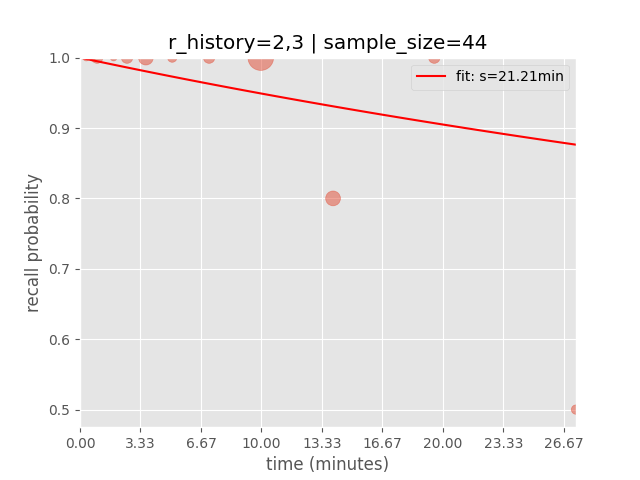 r_history=2,3 | sample_size=44
fit: s=21.21min
recall probability
1.0
0.9
0.8
0.7
0.6
0.5
0.00 3.33 6.67 10.00 13.33 16.67 20.00 23.33 26.67
time (minutes)